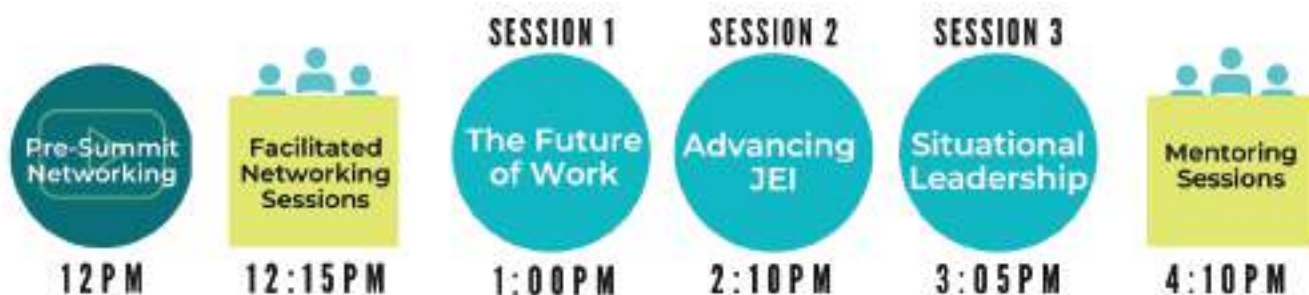 SESSION 1
SESSION 2
SESSION 3
Pre-Summit
Networking
Facilitated
Networking
Sessions
The Future
of Work
Advancing
JEI
Situational
Leadership
Mentoring
Sessions
12PM
12:15PM
1:00PM
2:10PM
3:05PM
4:10PM